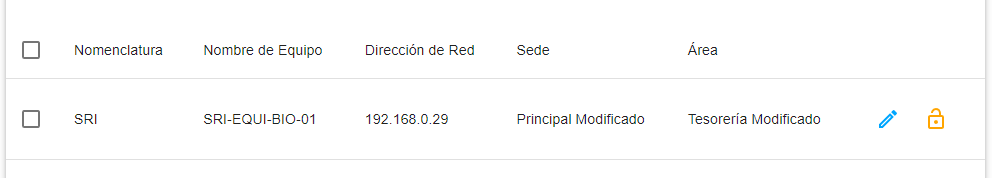 Nomenclatura Nombre de Equipo Dirección de Red Sede Área
SRI SRI-EQUI-BIO-01 192.168.0.29 Principal Modificado Tesorería Modificado